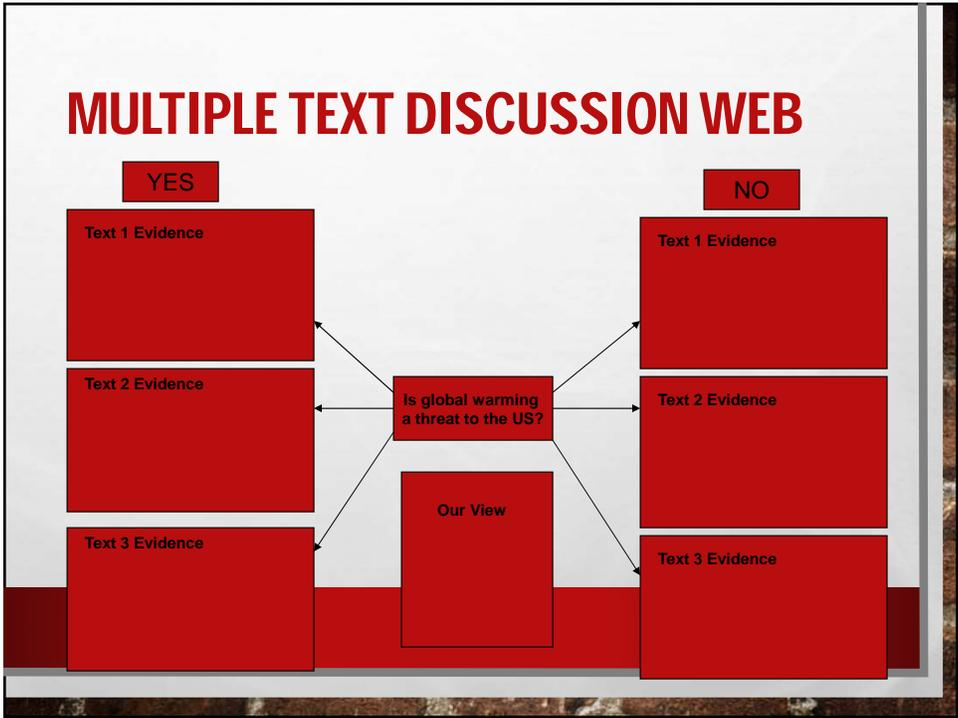 MULTIPLE TEXT DISCUSSION WEB
YES
NO
Text 1 Evidence
Text 1 Evidence
Text 2 Evidence
Is global warming
a threat to the US?
Text 2 Evidence
Our View
Text 3 Evidence
Text 3 Evidence